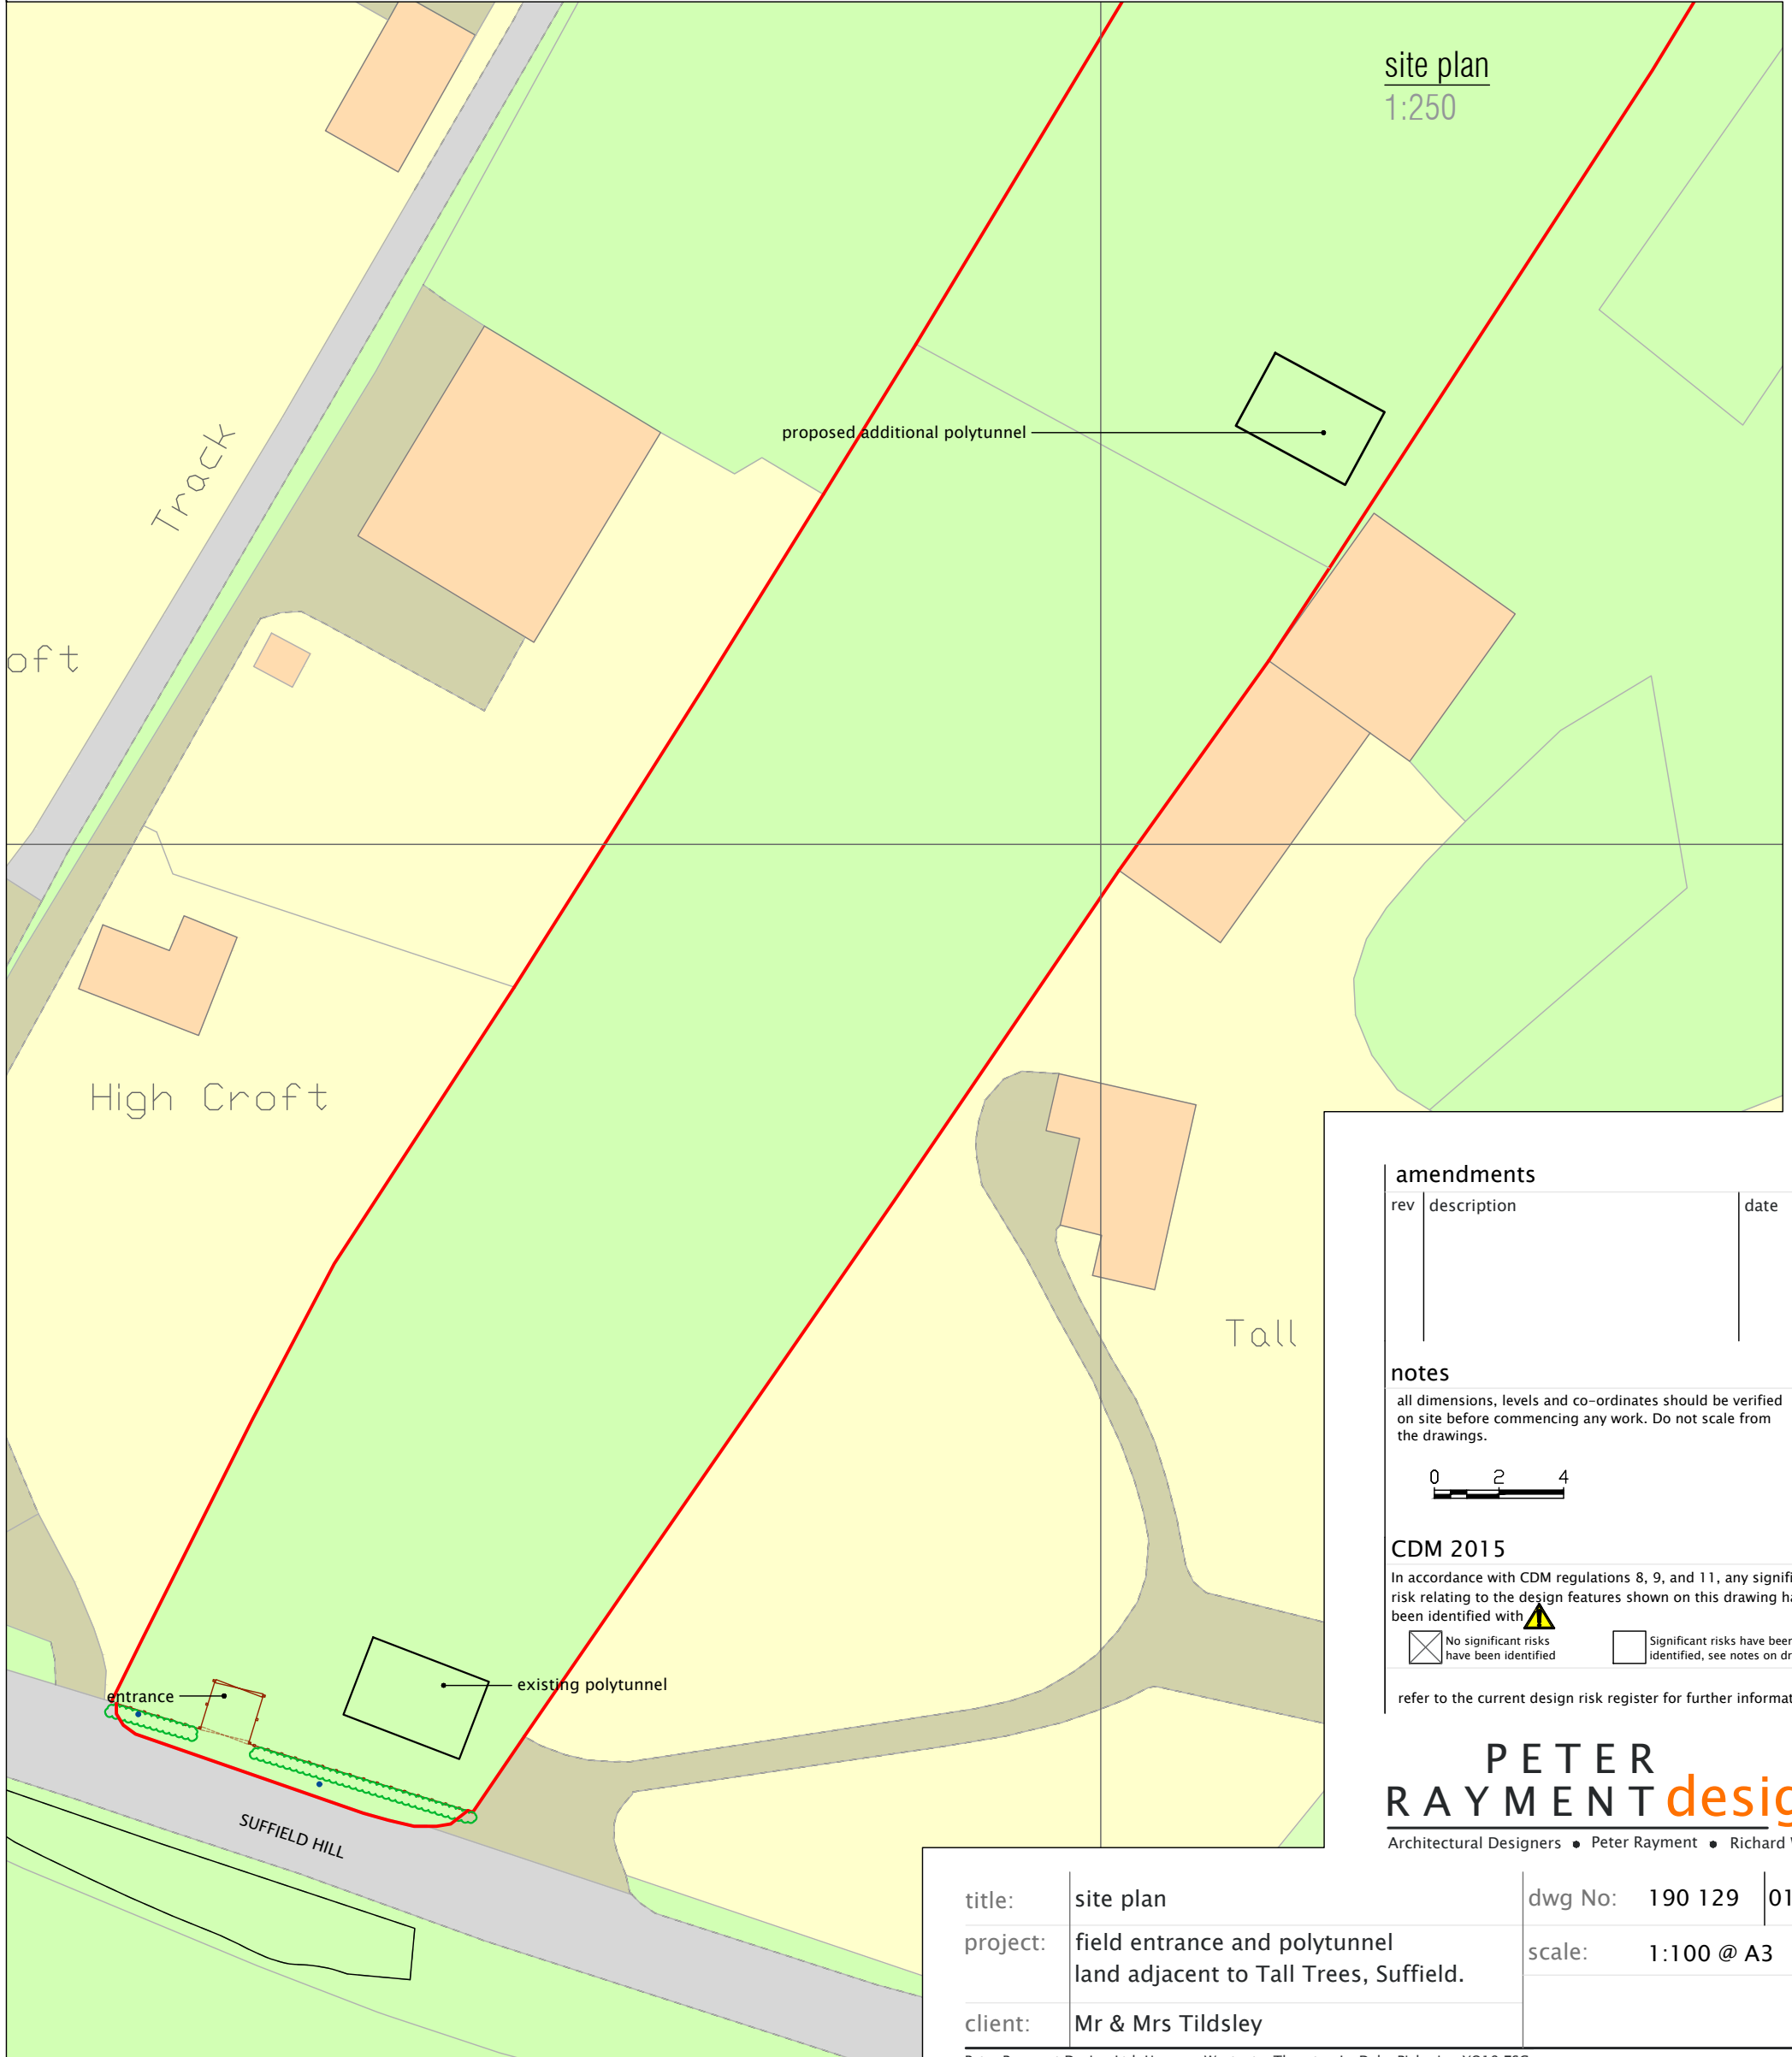 site plan
1:250
proposed additional polytunnel
Track
oft
High Croft
Tall
amendments
rev
description
date
notes
all dimensions, levels and co-ordinates should be verified
on site before commencing any work. Do not scale from
the drawings.
0 2 4
CDM 2015
In accordance with CDM regulations 8, 9, and 11, any signifi
risk relating to the design features shown on this drawing ha
been identified with
No significant risks
have been identified
Significant risks have been
identified, see notes on dr
refer to the current design risk register for further informat
entrance
existing polytunnel
SUFFIELD HILL
PETER
RAYMENT desig
Architectural Designers • Peter Rayment • Richard
title: site plan
dwg No: 190 129 01
project: field entrance and polytunnel
land adjacent to Tall Trees, Suffield.
scale: 1:100 @ A3
client: Mr & Mrs Tildsley